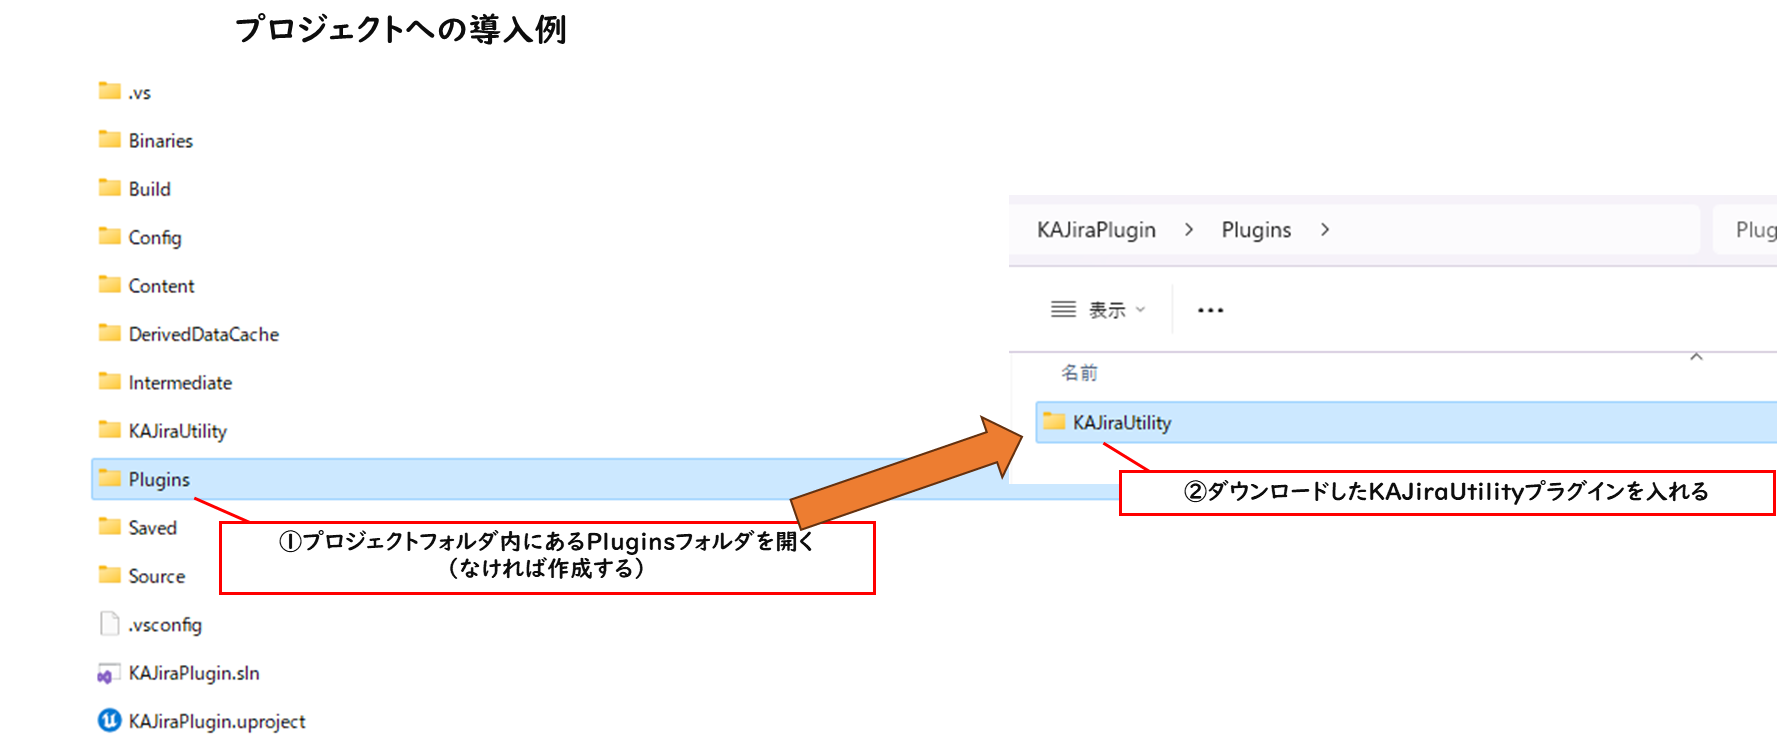 プロジェクトへの導入例
.vs
Binaries
Build
Config
Content
DerivedDataCache
Intermediate
KAJiraUtility
Plugins
Saved
Source
.vsconfig
KAJiraPlugin.sln
KAJiraPlugin.uproject
①プロジェクトフォルダ内にあるPluginsフォルダを開く
（なければ作成する）
KAJiraPlugin > Plugins >
Plug
表示
名前
KAJiraUtility
②ダウンロードしたKAJiraUtilityプラグインを入れる